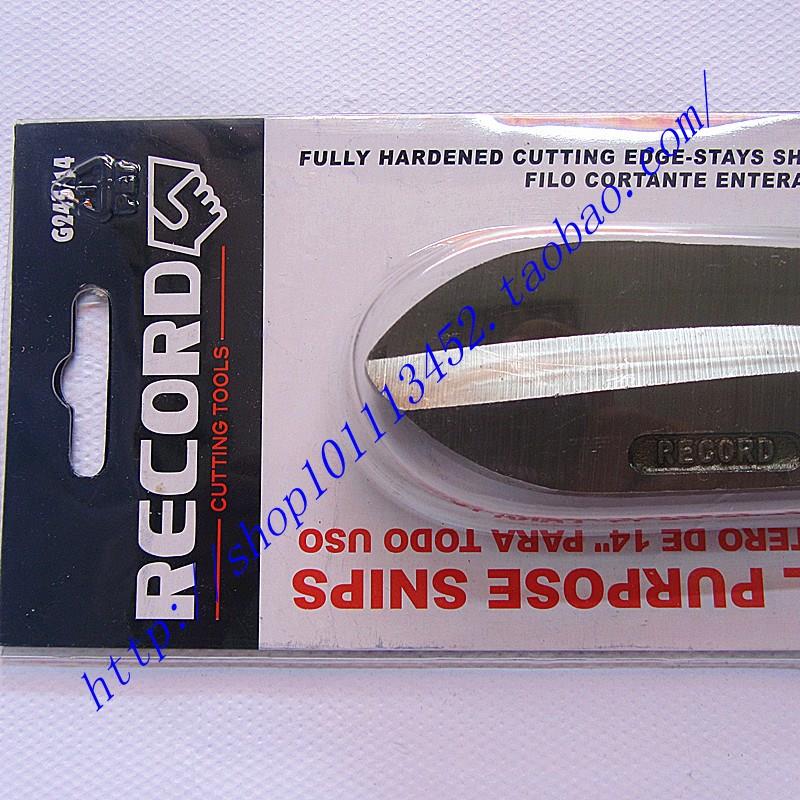 FULLY HARDENED CUTTING EDGE-STAYS SH
FILO CORTANTE ENTERA
RECORD
CUTTING TOOLS
RECORD
L PURPOSE SNIPS
TERO DE 14" PARA TODO USO
http://shop101113452.taobao.com/